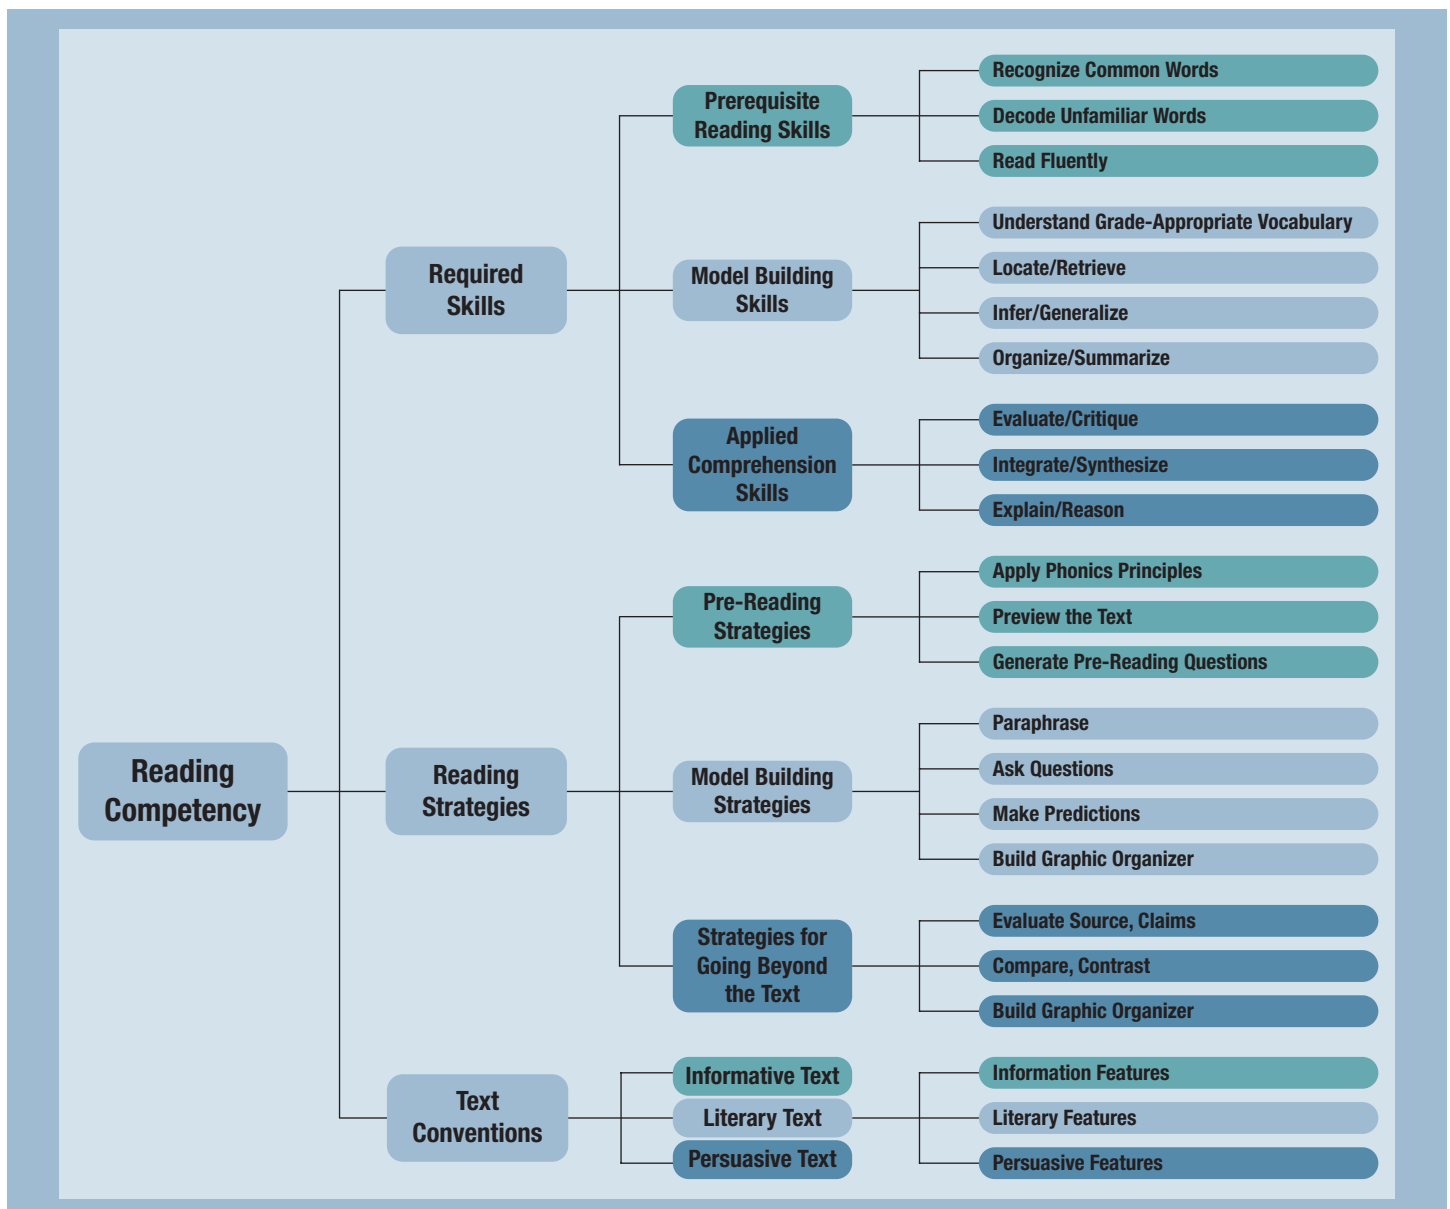 Reading
Competency
Required
Skills
Prerequisite
Reading Skills
Recognize Common Words
Decode Unfamiliar Words
Read Fluently
Model Building
Skills
Understand Grade-Appropriate Vocabulary
Locate/Retrieve
Infer/Generalize
Organize/Summarize
Applied
Comprehension
Skills
Evaluate/Critique
Integrate/Synthesize
Explain/Reason
Reading
Strategies
Pre-Reading
Strategies
Apply Phonics Principles
Preview the Text
Generate Pre-Reading Questions
Model Building
Strategies
Paraphrase
Ask Questions
Make Predictions
Build Graphic Organizer
Strategies for
Going Beyond
the Text
Evaluate Source, Claims
Compare, Contrast
Build Graphic Organizer
Text
Conventions
Informative Text
Literary Text
Persuasive Text
Information Features
Literary Features
Persuasive Features